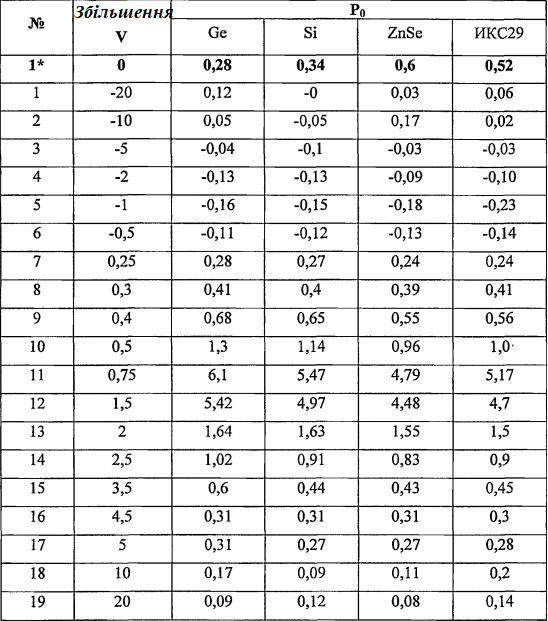 № Збільшення V P₀
Ge Si ZnSe ИКС29
1* 0 0,28 0,34 0,6 0,52
1 -20 0,12 -0 0,03 0,06
2 -10 0,05 -0,05 0,17 0,02
3 -5 -0,04 -0,1 -0,03 -0,03
4 -2 -0,13 -0,13 -0,09 -0,10
5 -1 -0,16 -0,15 -0,18 -0,23
6 -0,5 -0,11 -0,12 -0,13 -0,14
7 0,25 0,28 0,27 0,24 0,24
8 0,3 0,41 0,4 0,39 0,41
9 0,4 0,68 0,65 0,55 0,56
10 0,5 1,3 1,14 0,96 1,0
11 0,75 6,1 5,47 4,79 5,17
12 1,5 5,42 4,97 4,48 4,7
13 2 1,64 1,63 1,55 1,5
14 2,5 1,02 0,91 0,83 0,9
15 3,5 0,6 0,44 0,43 0,45
16 4,5 0,31 0,31 0,31 0,3
17 5 0,31 0,27 0,27 0,28
18 10 0,17 0,09 0,11 0,2
19 20 0,09 0,12 0,08 0,14